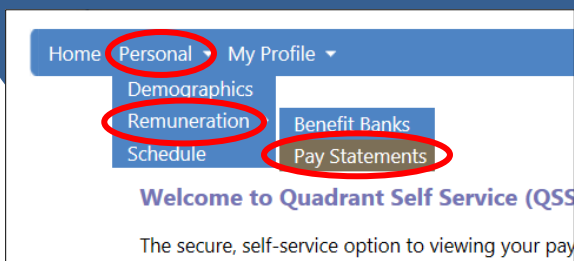 Home Personal My Profile
Demographics
Remuneration
Benefit Banks
Schedule
Pay Statements
Welcome to Quadrant Self Service (QSS
The secure, self-service option to viewing your pay